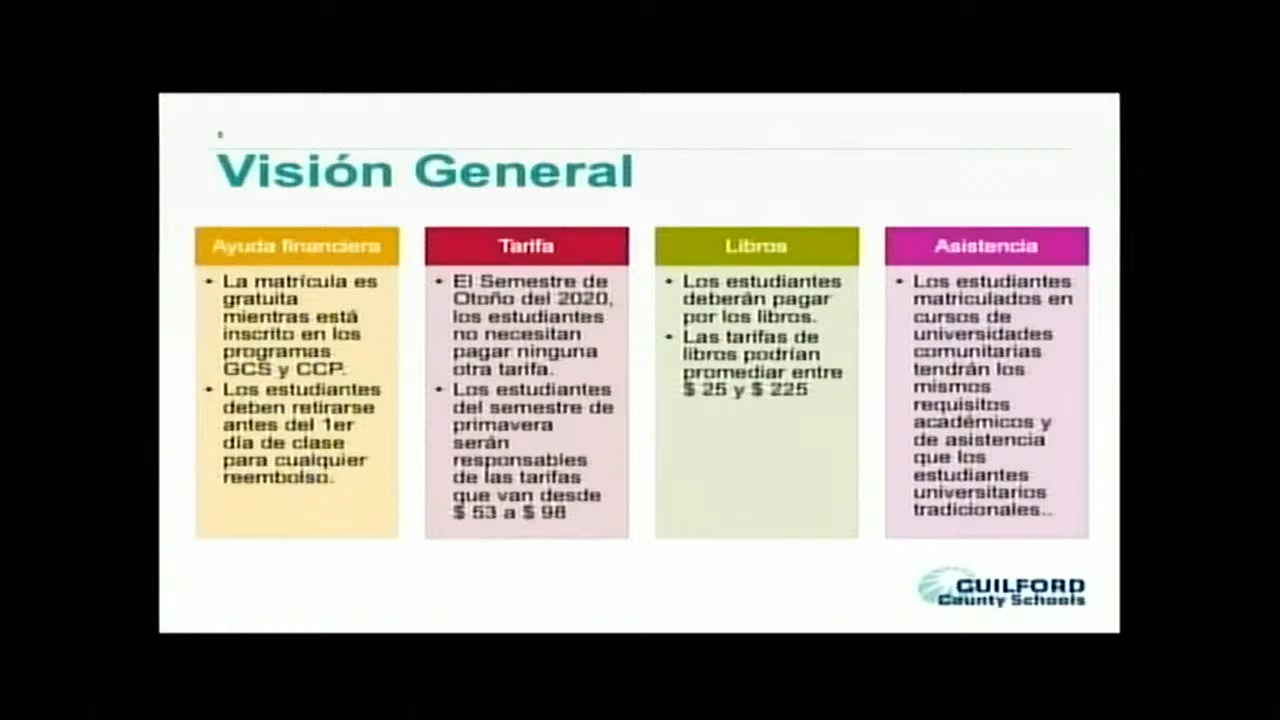 Visión General
Ayuda financiera
• La matrícula es
gratuita
mientras está
inscrito en los
programas
GCS y CCP.
• Los estudiantes
deben retirarse
antes del 1er
día de clase
para cualquier
reembolso.
Tarifa
• El Semestre de
Otoño del 2020,
los estudiantes
no necesitan
pagar ninguna
otra tarifa.
• Los estudiantes
del semestre de
primavera
serán
responsables
de las tarifas
que van desde
$ 53 a $ 98
Libros
• Los estudiantes
deberán pagar
por los libros.
• Las tarifas de
libros podrían
promediar entre
$ 25 y $ 225
Asistencia
• Los estudiantes
matriculados en
cursos de
universidades
comunitarias
tendrán los
mismos
requisitos
académicos y
de asistencia
que los
estudiantes
universitarios
tradicionales..
GUILFORD
County Schools